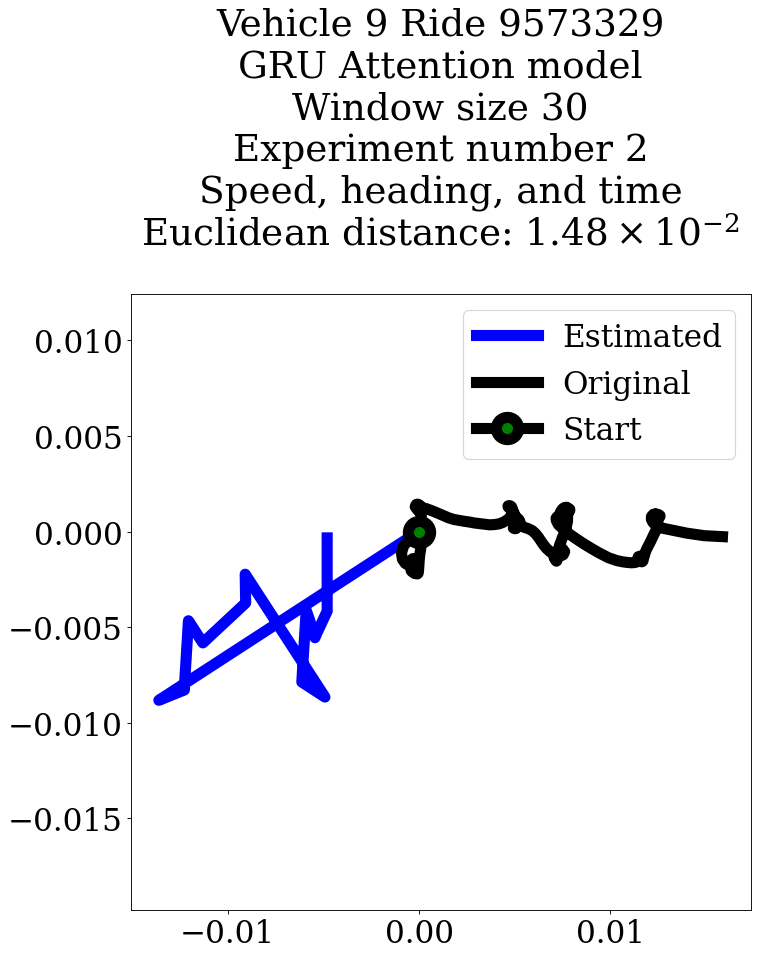 Vehicle 9 Ride 9573329
GRU Attention model
Window size 30
Experiment number 2
Speed, heading, and time
Euclidean distance: 1.48 × 10⁻²
Estimated
Original
Start
0.010
0.005
0.000
−0.005
−0.010
−0.015
−0.01 0.00 0.01